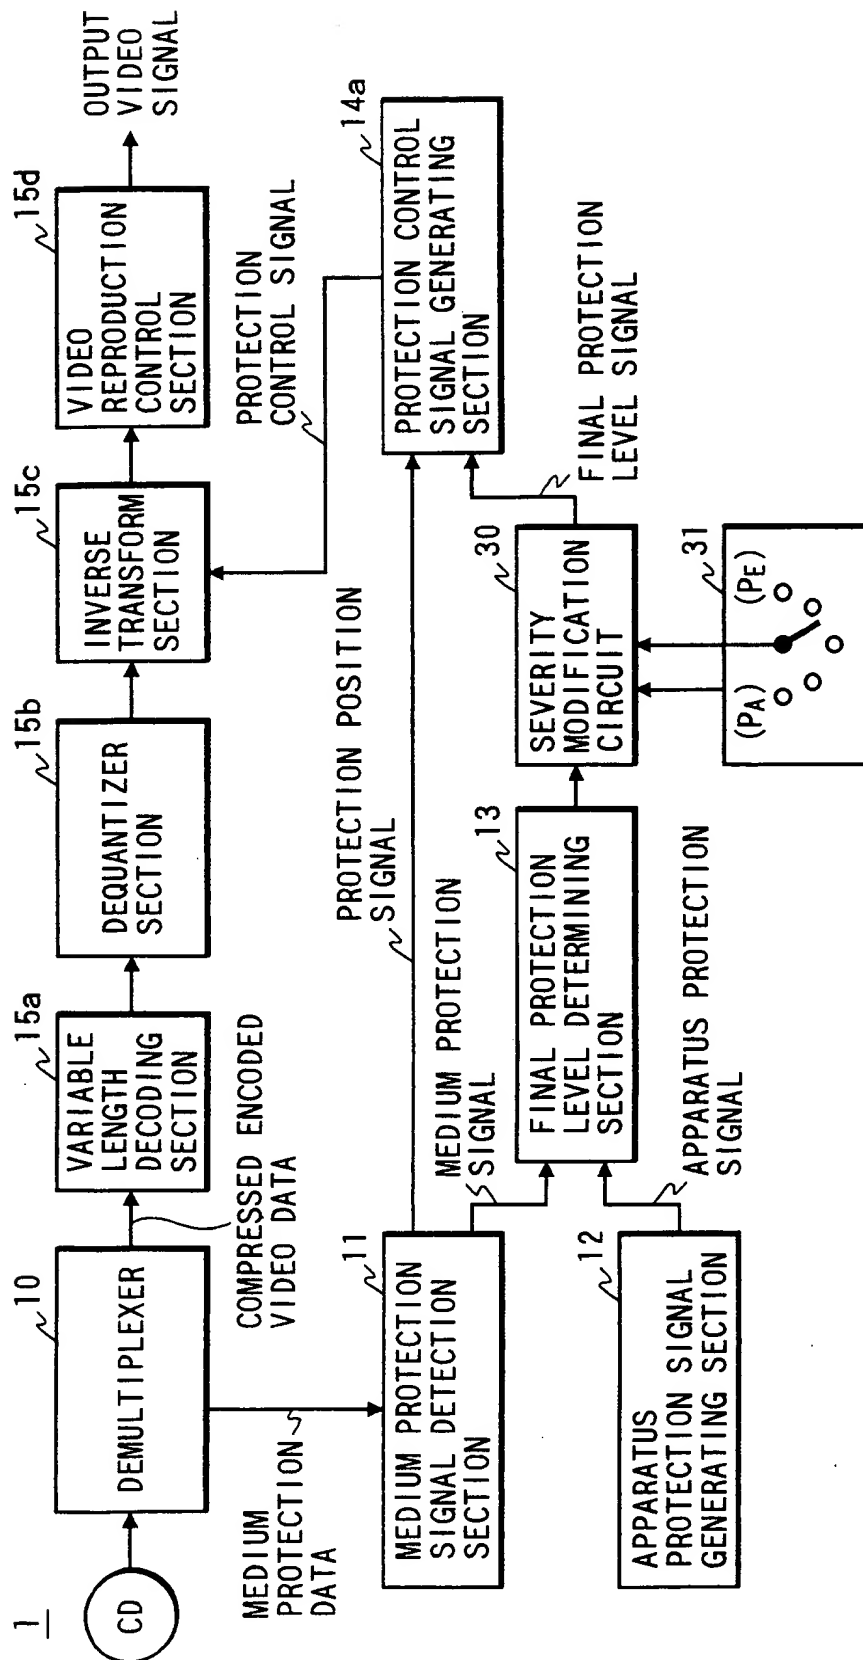 1
CD
10
DEMULTIPLEXER
COMPRESSED ENCODED
VIDEO DATA
15a
VARIABLE
LENGTH
DECODING
SECTION
15b
DEQUANTIZER
SECTION
15c
INVERSE
TRANSFORM
SECTION
15d
VIDEO
REPRODUCTION
CONTROL
SECTION
OUTPUT
VIDEO
SIGNAL
MEDIUM
PROTECTION
DATA
PROTECTION POSITION
SIGNAL
PROTECTION
CONTROL SIGNAL
11
MEDIUM PROTECTION
SIGNAL DETECTION
SECTION
MEDIUM PROTECTION
SIGNAL
14a
PROTECTION CONTROL
SIGNAL GENERATING
SECTION
13
FINAL PROTECTION
LEVEL DETERMINING
SECTION
30
SEVERITY
MODIFICATION
CIRCUIT
FINAL PROTECTION
LEVEL SIGNAL
12
APPARATUS
PROTECTION SIGNAL
GENERATING SECTION
APPARATUS PROTECTION
SIGNAL
31
(PA)
(PE)